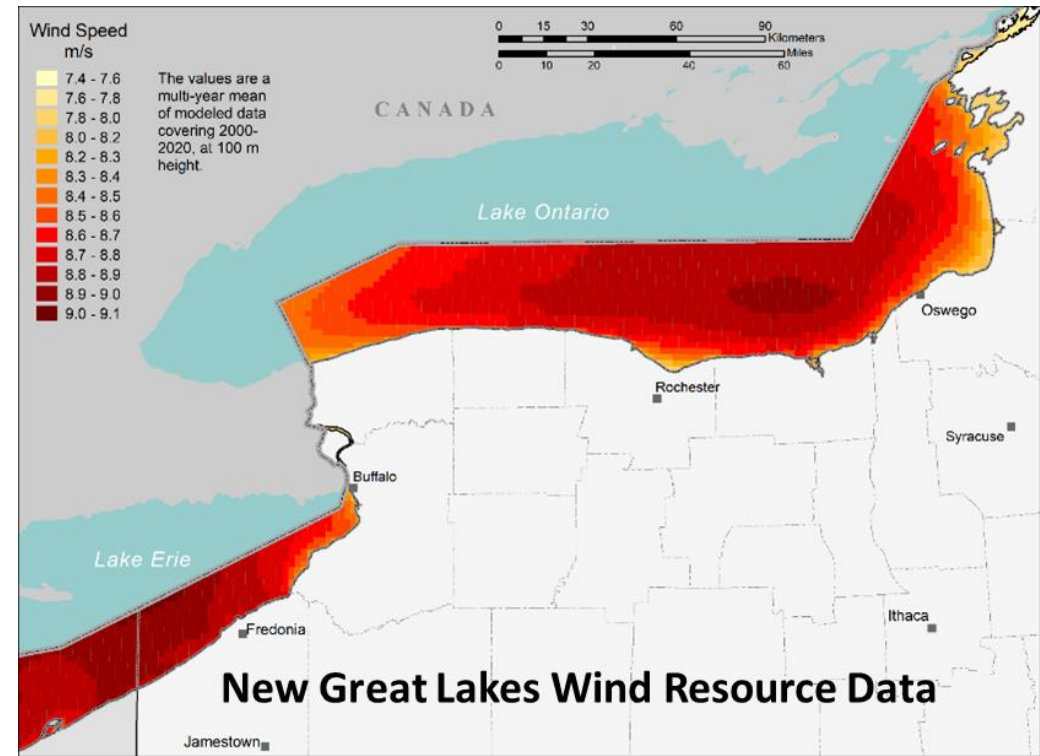 Wind Speed
m/s
7.4 - 7.6
7.6 - 7.8
7.8 - 8.0
8.0 - 8.2
8.2 - 8.3
8.3 - 8.4
8.4 - 8.5
8.5 - 8.6
8.6 - 8.7
8.7 - 8.8
8.8 - 8.9
8.9 - 9.0
9.0 - 9.1
The values are a
multi-year mean
of modeled data
covering 2000-
2020, at 100 m
height.
0 15 30 60 90
Kilometers
Miles
0 10 20 40 60
CANADA
Lake Ontario
Oswego
Rochester
Syracuse
Buffalo
Lake Erie
Ithaca
Fredonia
New Great Lakes Wind Resource Data
Jamestown